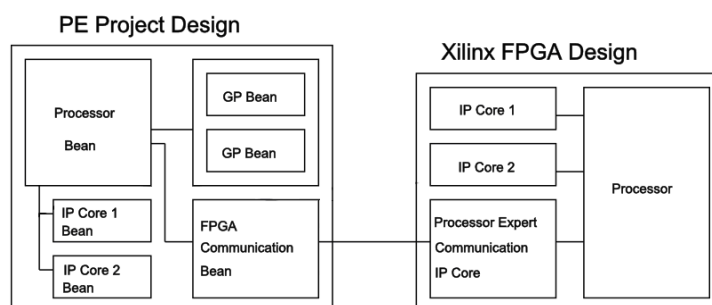 PE Project Design
Processor
Bean
GP Bean
GP Bean
IP Core 1
Bean
IP Core 2
Bean
FPGA
Communication
Bean
Xilinx FPGA Design
IP Core 1
IP Core 2
Processor Expert
Communication
IP Core
Processor